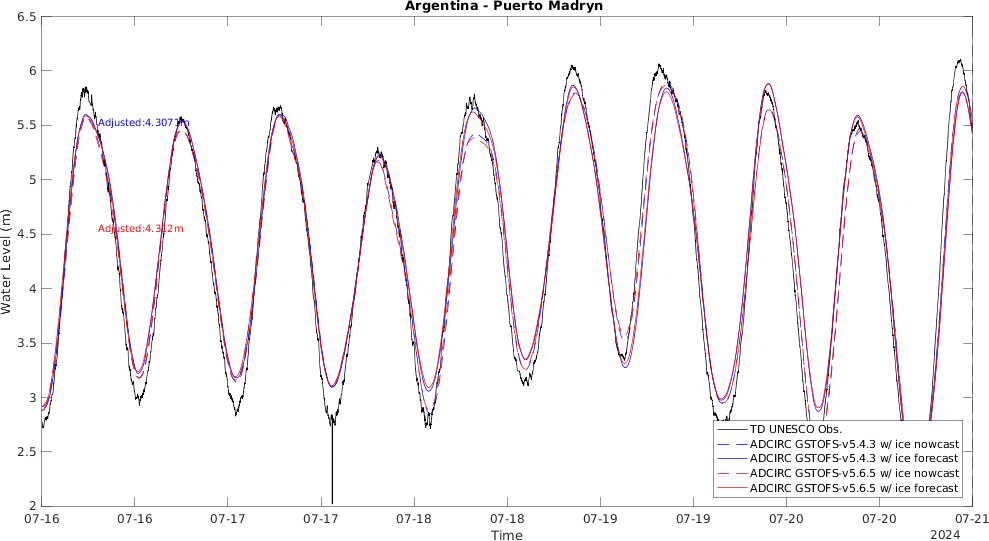 Argentina - Puerto Madryn
6.5
6
5.5
5
4.5
4
3.5
3
2.5
2
Water Level (m)
Adjusted:4.3071m
Adjusted:4.312m
TD UNESCO Obs.
ADCIRC GSTOFS-v5.4.3 w/ ice nowcast
ADCIRC GSTOFS-v5.4.3 w/ ice forecast
ADCIRC GSTOFS-v5.6.5 w/ ice nowcast
ADCIRC GSTOFS-v5.6.5 w/ ice forecast
07-16 07-16 07-17 07-17 07-18 07-18 07-19 07-19 07-20 07-20 07-21
Time
2024